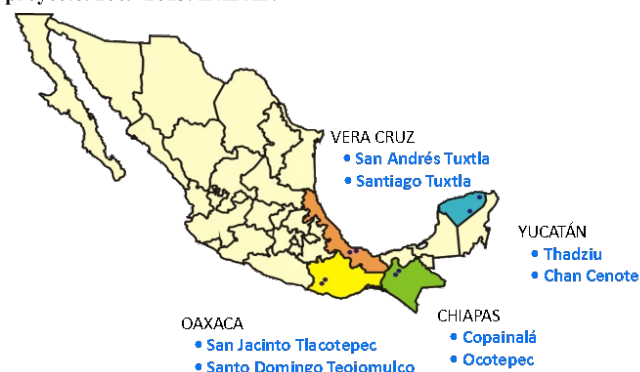 VERA CRUZ
• San Andrés Tuxtla
• Santiago Tuxtla
YUCATÁN
• Thadziu
• Chan Cenote
CHIAPAS
• Copainalá
• Ocotepec
OAXACA
• San Jacinto Tlacotepec
• Santo Domingo Teojomulco